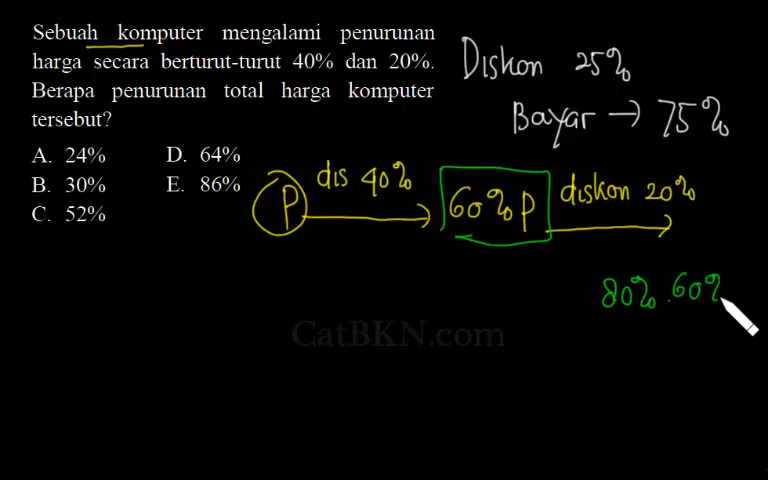 Sebuah komputer mengalami penurunan
harga secara berturut-turut 40% dan 20%.
Berapa penurunan total harga komputer
tersebut?
A. 24% D. 64%
B. 30% E. 86%
C. 52%
Diskon 25%
Bayar → 75%
P dis 40% 60% P diskon 20%
80% . 60%
CatBKN.com